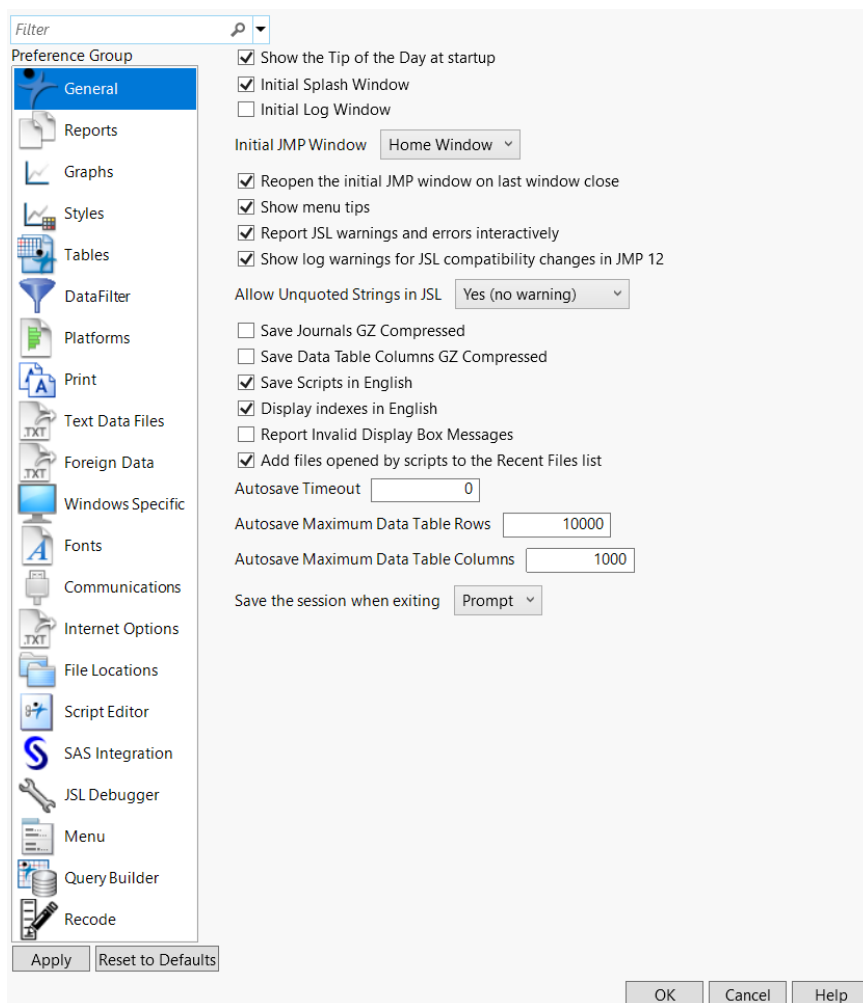 Filter
Preference Group
General
Reports
Graphs
Styles
Tables
DataFilter
Platforms
Print
Text Data Files
Foreign Data
Windows Specific
Fonts
Communications
Internet Options
File Locations
Script Editor
SAS Integration
JSL Debugger
Menu
Query Builder
Recode
Apply Reset to Defaults
Show the Tip of the Day at startup
Initial Splash Window
Initial Log Window
Initial JMP Window Home Window
Reopen the initial JMP window on last window close
Show menu tips
Report JSL warnings and errors interactively
Show log warnings for JSL compatibility changes in JMP 12
Allow Unquoted Strings in JSL Yes (no warning)
Save Journals GZ Compressed
Save Data Table Columns GZ Compressed
Save Scripts in English
Display indexes in English
Report Invalid Display Box Messages
Add files opened by scripts to the Recent Files list
Autosave Timeout 0
Autosave Maximum Data Table Rows 10000
Autosave Maximum Data Table Columns 1000
Save the session when exiting Prompt
OK Cancel Help
.TXT
.TXT
.TXT